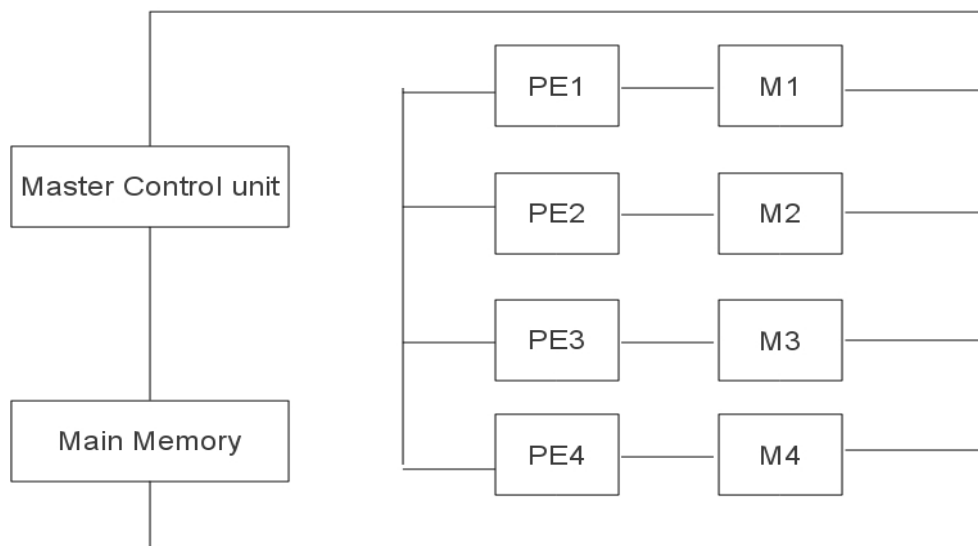 PE1
M1
Master Control unit
PE2
M2
PE3
M3
Main Memory
PE4
M4